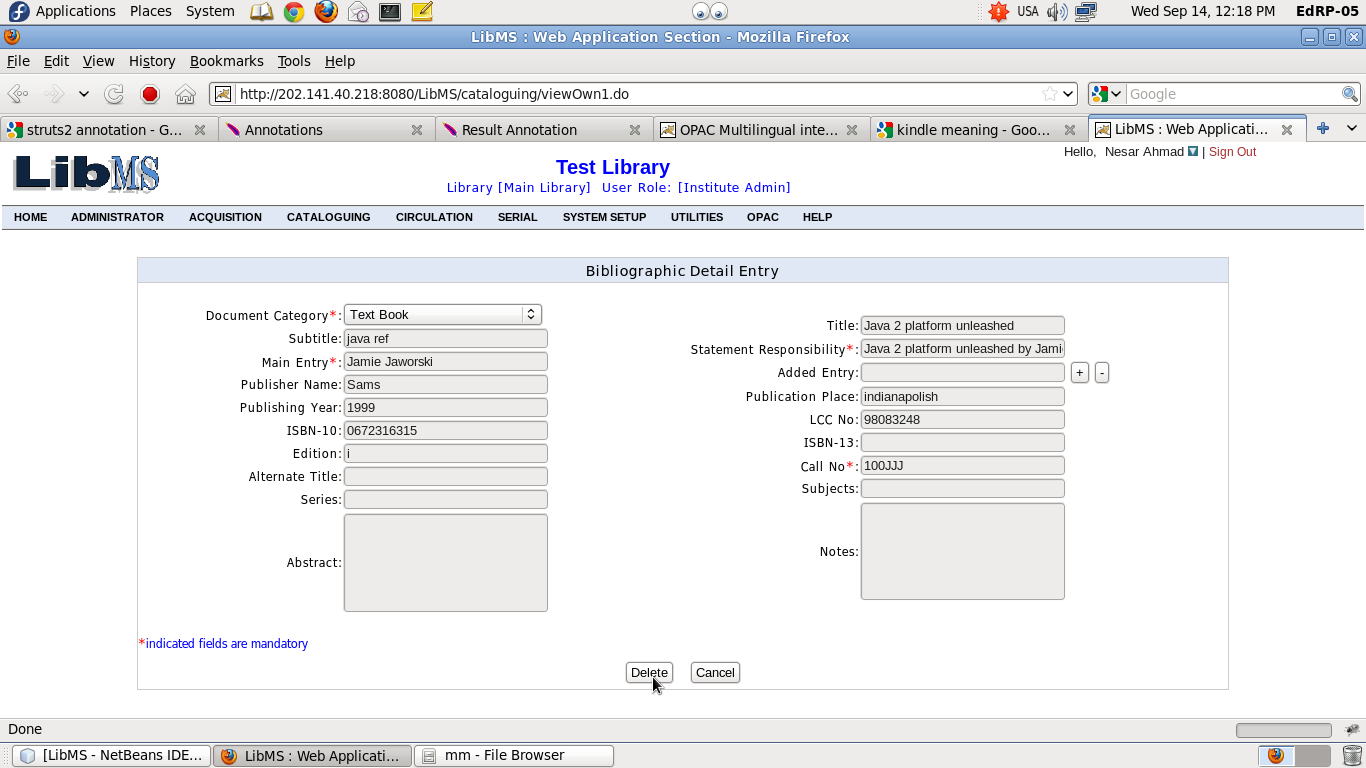 Applications Places System USA Wed Sep 14, 12:18 PM EdRP-05
LibMS : Web Application Section - Mozilla Firefox
File Edit View History Bookmarks Tools Help
http://202.141.40.218:8080/LibMS/cataloguing/viewOwn1.do Google
struts2 annotation - G... Annotations Result Annotation OPAC Multilingual inte... kindle meaning - Goo... LibMS : Web Applicati...
LibMS
Hello, Nesar Ahmad | Sign Out
Test Library
Library [Main Library] User Role: [Institute Admin]
HOME ADMINISTRATOR ACQUISITION CATALOGUING CIRCULATION SERIAL SYSTEM SETUP UTILITIES OPAC HELP
Bibliographic Detail Entry
Document Category*: Text Book
Title: Java 2 platform unleashed
Subtitle: java ref
Statement Responsibility*: Java 2 platform unleashed by Jami
Main Entry*: Jamie Jaworski
Added Entry: + -
Publisher Name: Sams
Publication Place: indianapolish
Publishing Year: 1999
LCC No: 98083248
ISBN-10: 0672316315
ISBN-13:
Edition: i
Call No*: 100JJJ
Alternate Title:
Subjects:
Series:
Abstract:
Notes:
*indicated fields are mandatory
Delete Cancel
Done
[LibMS - NetBeans IDE... LibMS : Web Applicati... mm - File Browser